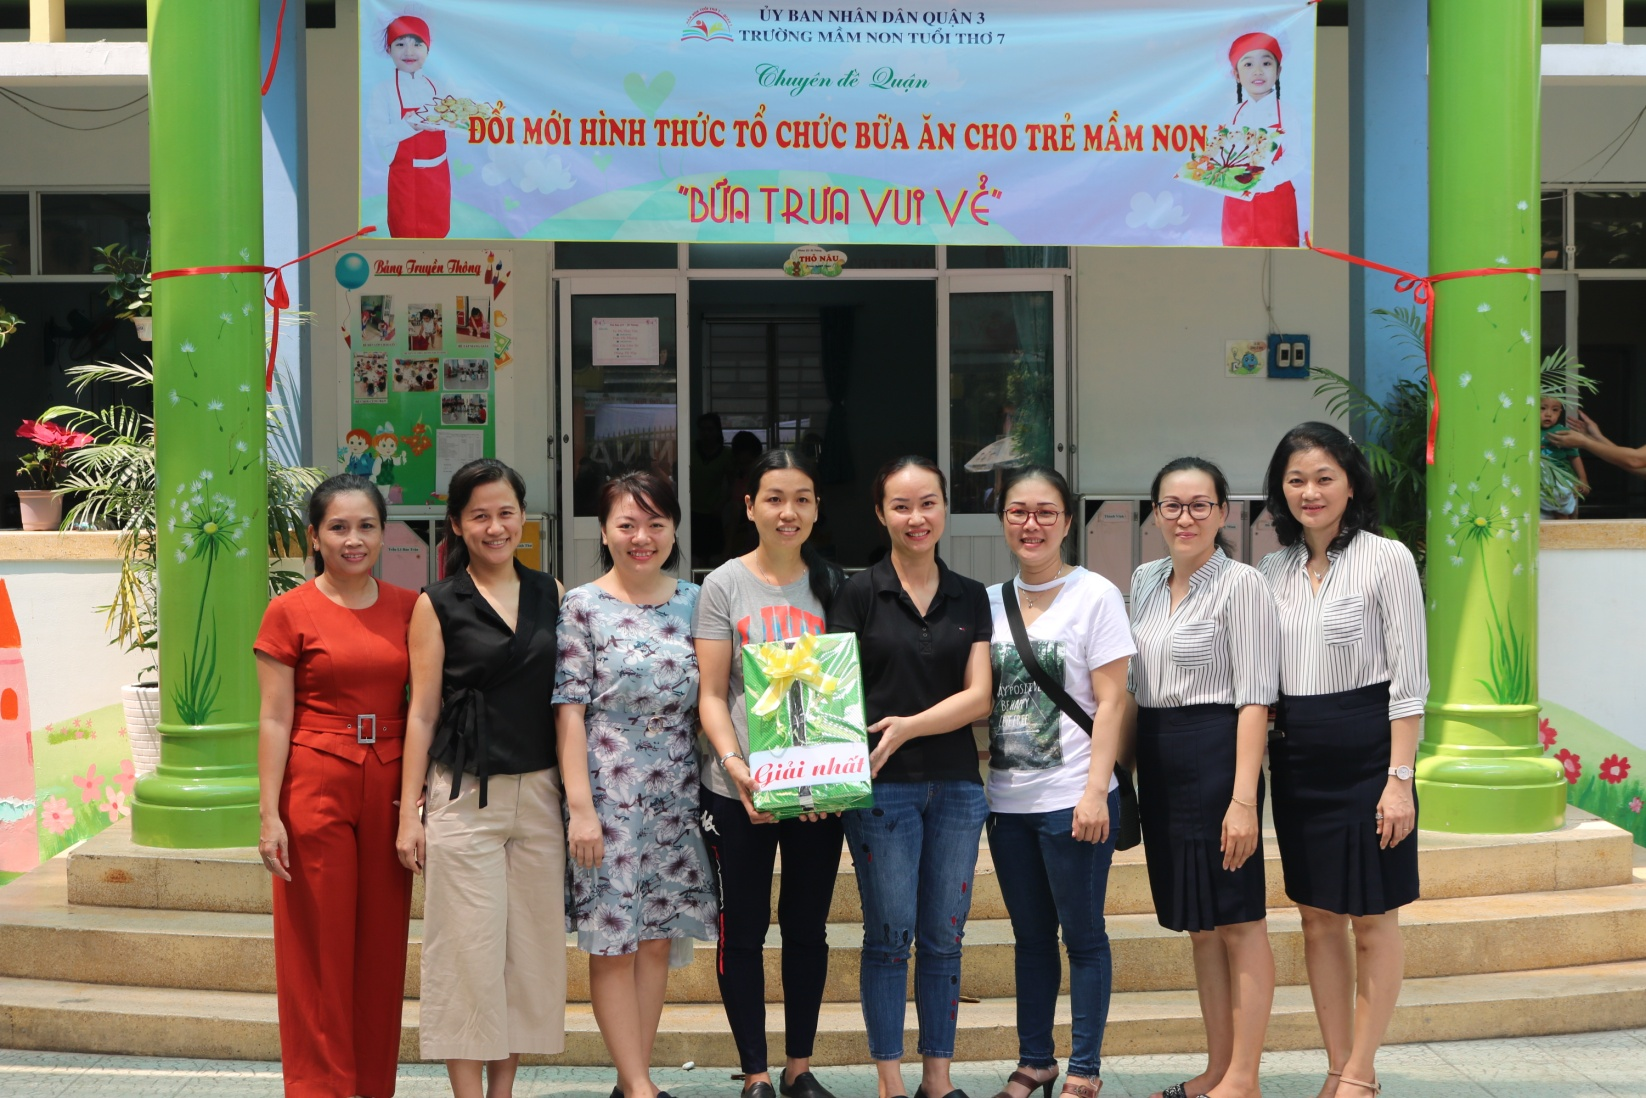 ỦY BAN NHÂN DÂN QUẬN 3
TRƯỜNG MẦM NON TUỔI THƠ 7
Chuyên đề Quận
ĐỔI MỚI HÌNH THỨC TỔ CHỨC BỮA ĂN CHO TRẺ MẦM NON
"BỮA TRƯA VUI VẺ"
THỎ NÂU
Bảng Truyền Thông
Giải nhất